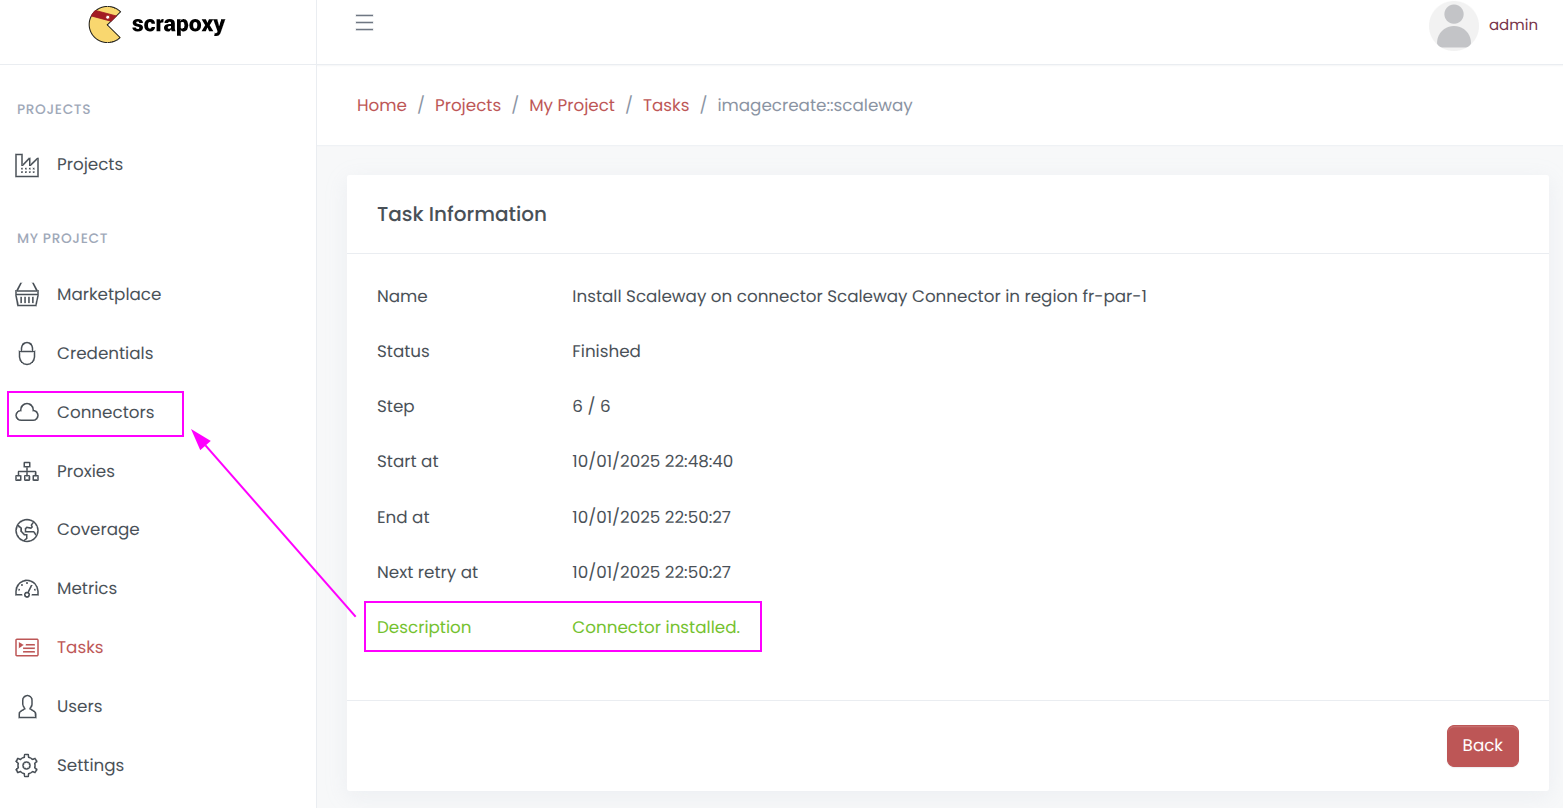 scrapoxy
admin
PROJECTS
Projects
MY PROJECT
Marketplace
Credentials
Connectors
Proxies
Coverage
Metrics
Tasks
Users
Settings
Home / Projects / My Project / Tasks / imagecreate::scaleway
Task Information
Name Install Scaleway on connector Scaleway Connector in region fr-par-1
Status Finished
Step 6 / 6
Start at 10/01/2025 22:48:40
End at 10/01/2025 22:50:27
Next retry at 10/01/2025 22:50:27
Description Connector installed.
Back